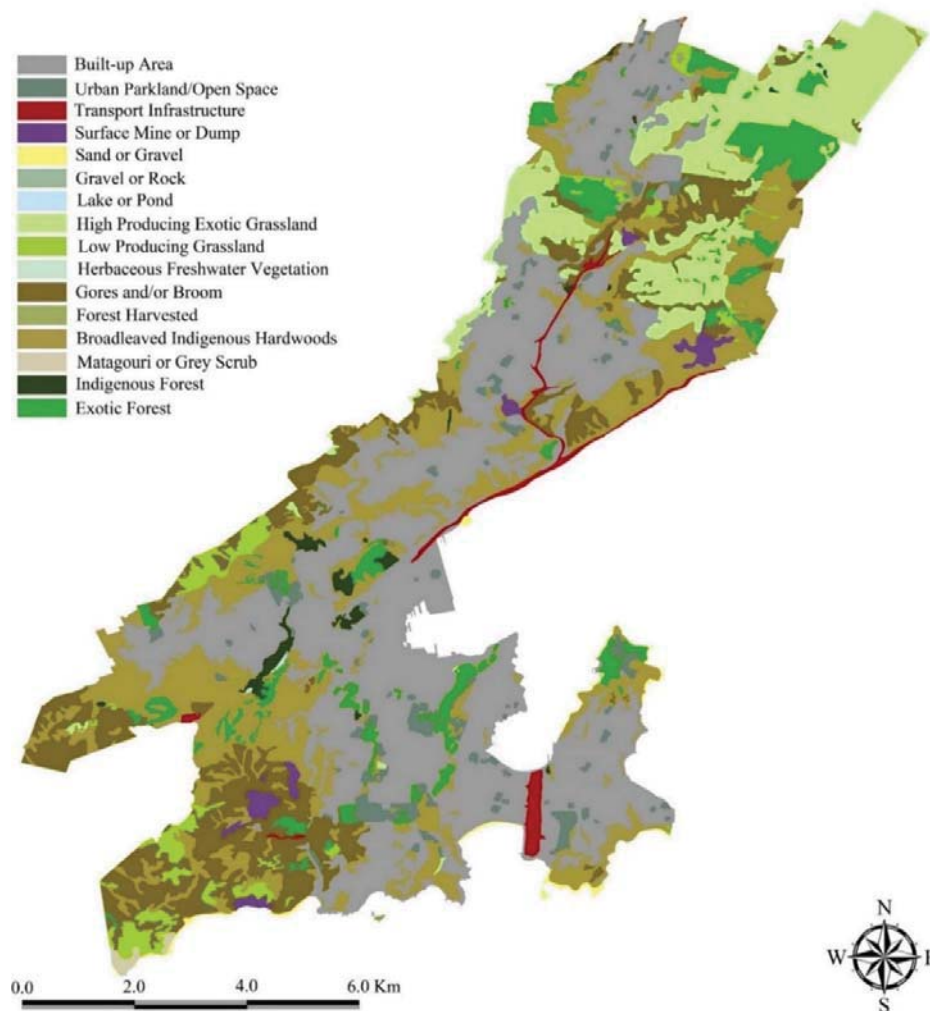 Built-up Area
Urban Parkland/Open Space
Transport Infrastructure
Surface Mine or Dump
Sand or Gravel
Gravel or Rock
Lake or Pond
High Producing Exotic Grassland
Low Producing Grassland
Herbaceous Freshwater Vegetation
Gores and/or Broom
Forest Harvested
Broadleaved Indigenous Hardwoods
Matagouri or Grey Scrub
Indigenous Forest
Exotic Forest
N
W E
S
0.0 2.0 4.0 6.0 Km